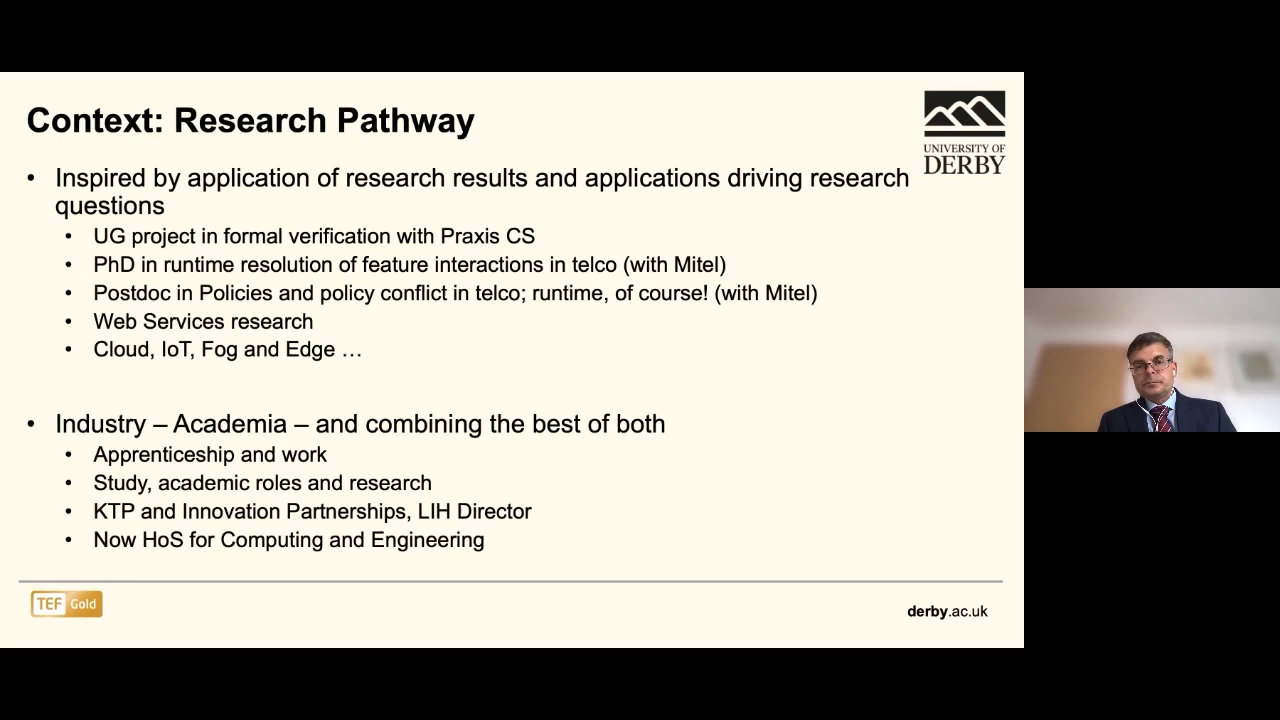 Context: Research Pathway
UNIVERSITY OF
DERBY
• Inspired by application of research results and applications driving research
questions
• UG project in formal verification with Praxis CS
• PhD in runtime resolution of feature interactions in telco (with Mitel)
• Postdoc in Policies and policy conflict in telco; runtime, of course! (with Mitel)
• Web Services research
• Cloud, IoT, Fog and Edge …
• Industry – Academia – and combining the best of both
• Apprenticeship and work
• Study, academic roles and research
• KTP and Innovation Partnerships, LIH Director
• Now HoS for Computing and Engineering
TEF Gold
derby.ac.uk